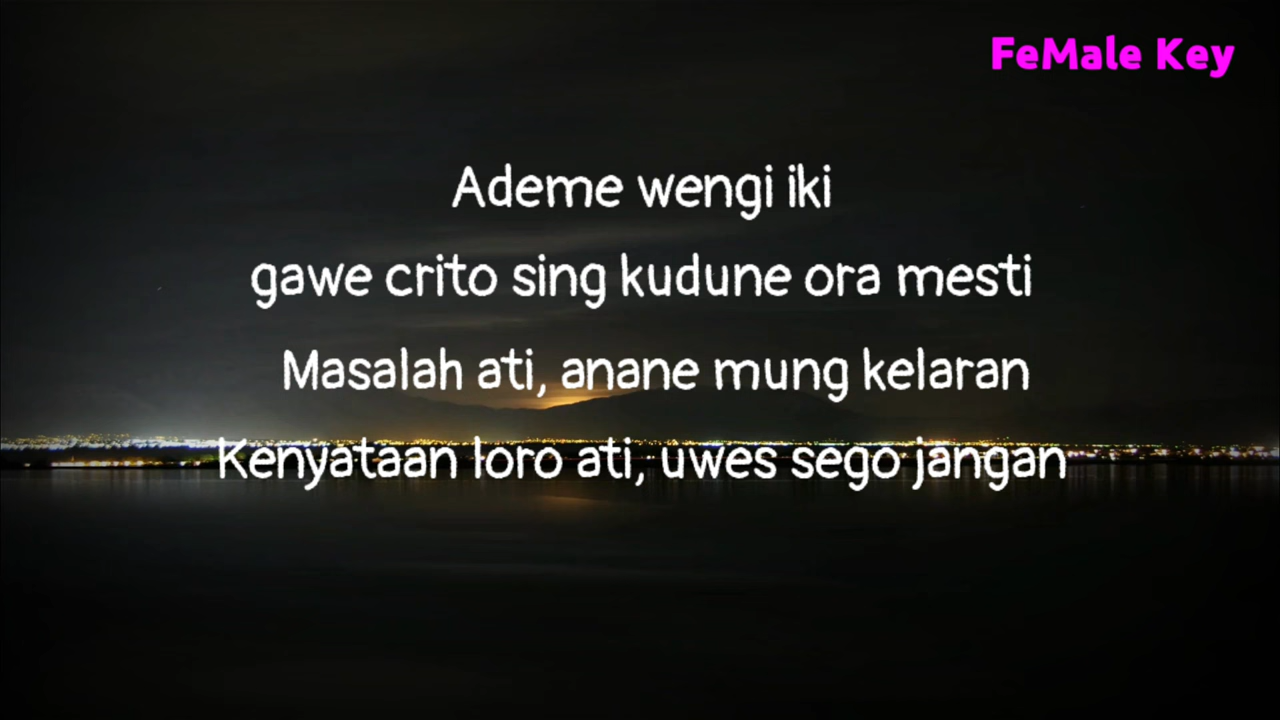 FeMale Key
Ademe wengi iki
gawe crito sing kudune ora mesti
Masalah ati, anane mung kelaran
Kenyataan loro ati, uwes sego jangan